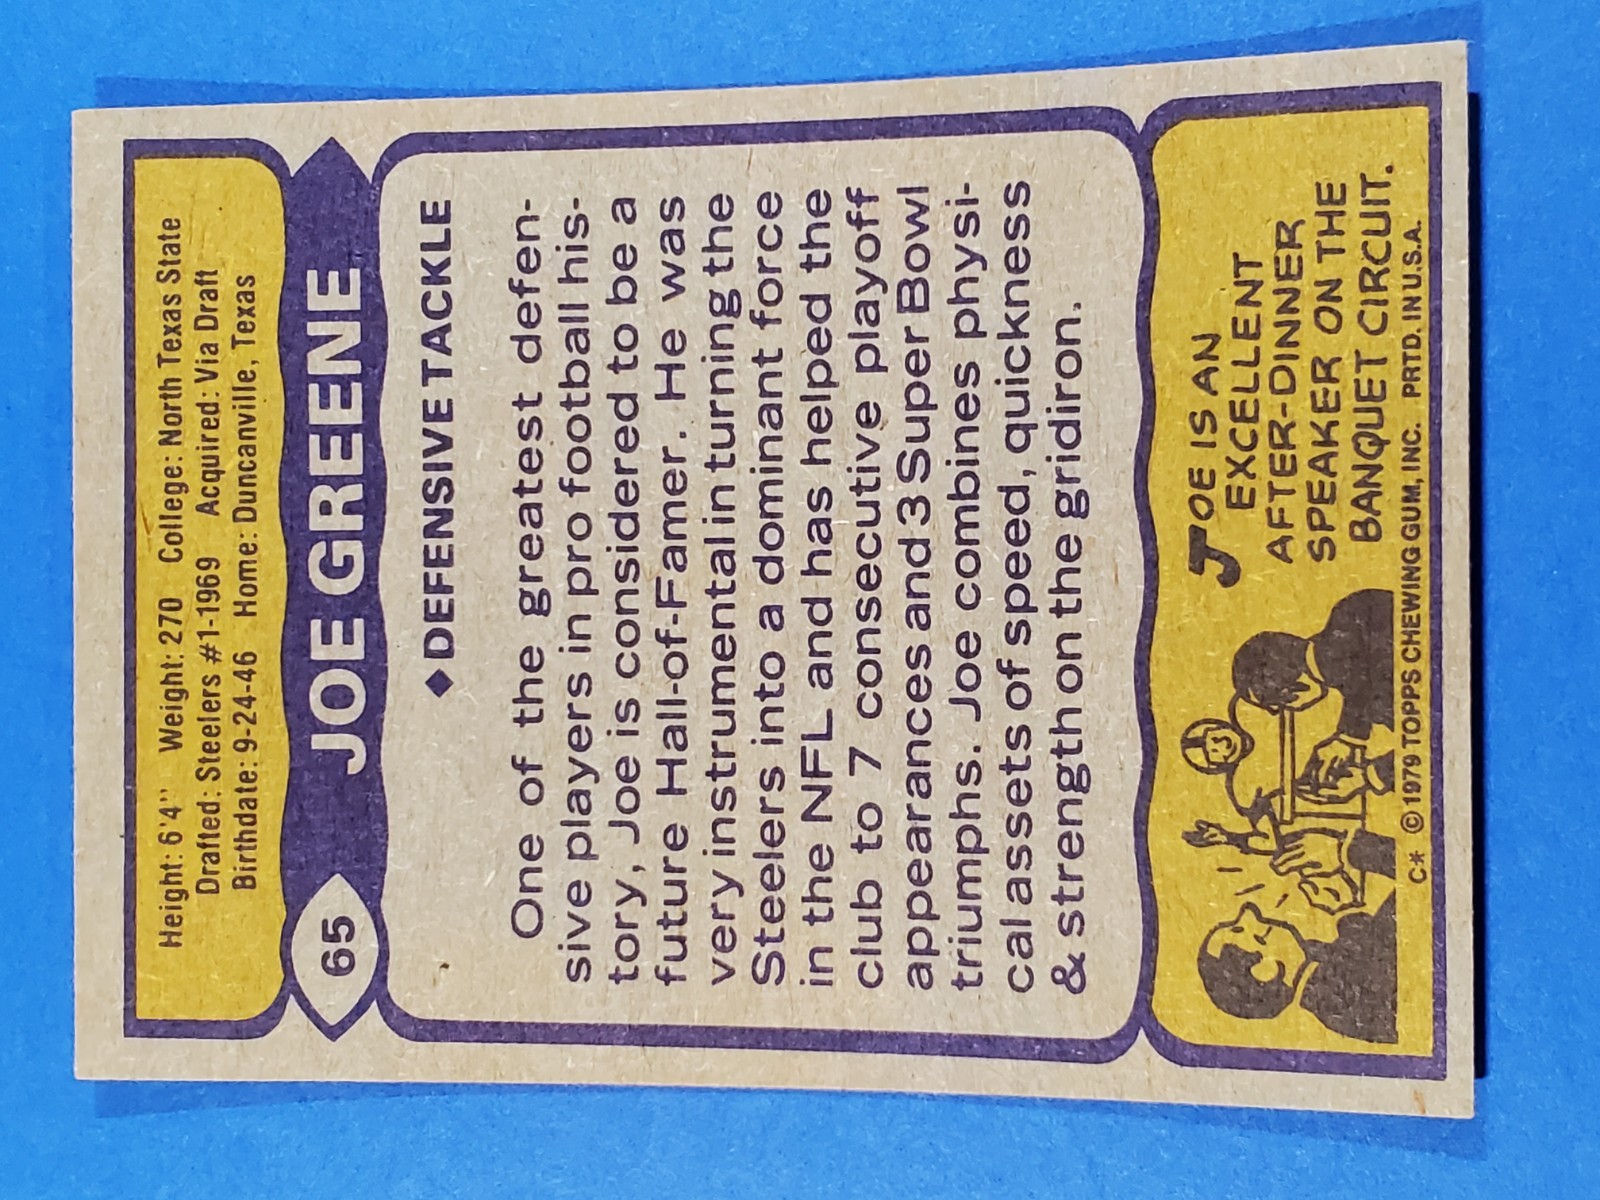 Height: 6'4" Weight: 270 College: North Texas State
Drafted: Steelers #1-1969 Acquired: Via Draft
Birthdate: 9-24-46 Home: Duncanville, Texas
65 JOE GREENE
◆DEFENSIVE TACKLE
One of the greatest defen-
sive players in pro football his-
tory, Joe is considered to be a
future Hall-of-Famer. He was
very instrumental in turning the
Steelers into a dominant force
in the NFL and has helped the
club to 7 consecutive playoff
appearances and 3 Super Bowl
triumphs. Joe combines physi-
cal assets of speed, quickness
& strength on the gridiron.
JOE IS AN
EXCELLENT
AFTER-DINNER
SPEAKER ON THE
BANQUET CIRCUIT.
C* © 1979 TOPPS CHEWING GUM, INC. PRTD. IN U.S.A.